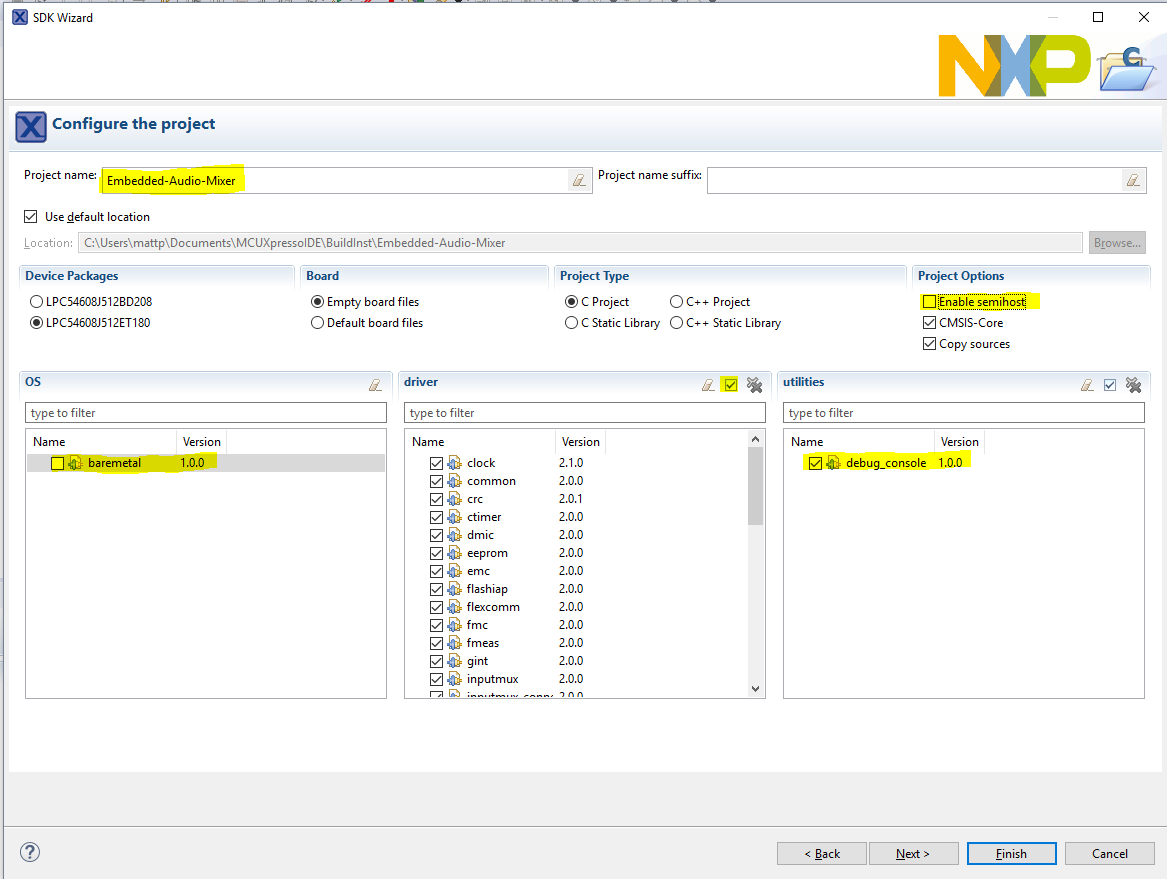 SDK Wizard
NXP
Configure the project
Project name: Embedded-Audio-Mixer Project name suffix:
Use default location
Location: C:\Users\mattp\Documents\MCUXpressoIDE\BuildInst\Embedded-Audio-Mixer Browse...
Device Packages Board Project Type Project Options
LPC54608J512BD208 Empty board files C Project C++ Project Enable semihost
LPC54608J512ET180 Default board files C Static Library C++ Static Library CMSIS-Core
Copy sources
OS driver utilities
type to filter type to filter type to filter
Name Version Name Version Name Version
baremetal 1.0.0 clock 2.1.0 debug_console 1.0.0
common 2.0.0
crc 2.0.1
ctimer 2.0.0
dmic 2.0.0
eeprom 2.0.0
emc 2.0.0
flashiap 2.0.0
flexcomm 2.0.0
fmc 2.0.0
fmeas 2.0.0
gint 2.0.0
inputmux 2.0.0
< Back Next > Finish Cancel